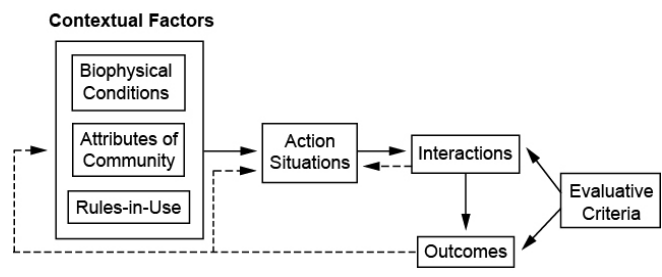 Contextual Factors
Biophysical
Conditions
Attributes of
Community
Rules-in-Use
Action
Situations
Interactions
Outcomes
Evaluative
Criteria